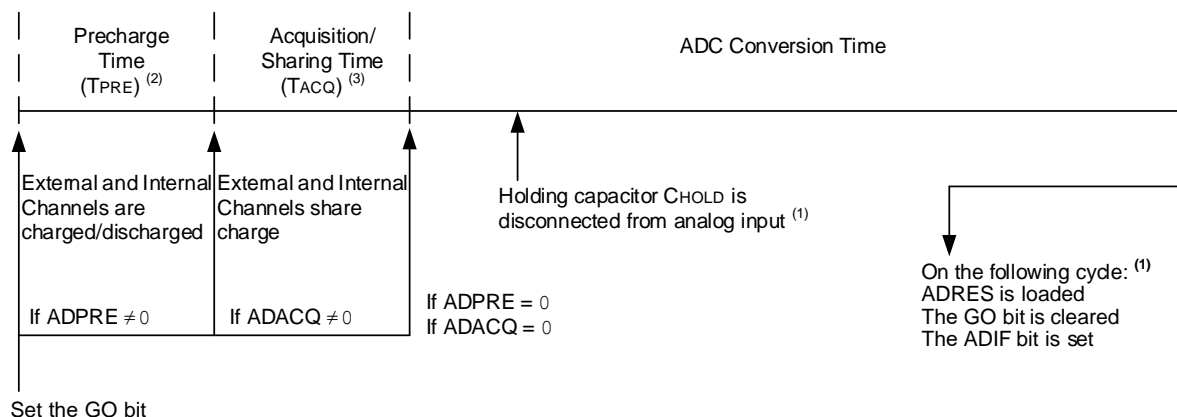 Precharge
Time
(TPRE) (2)
Acquisition/
Sharing Time
(TACQ) (3)
ADC Conversion Time
External and Internal
Channels are
charged/discharged
External and Internal
Channels share
charge
Holding capacitor CHOLD is
disconnected from analog input (1)
If ADPRE ≠ 0
If ADACQ ≠ 0
If ADPRE = 0
If ADACQ = 0
On the following cycle: (1)
ADRES is loaded
The GO bit is cleared
The ADIF bit is set
Set the GO bit